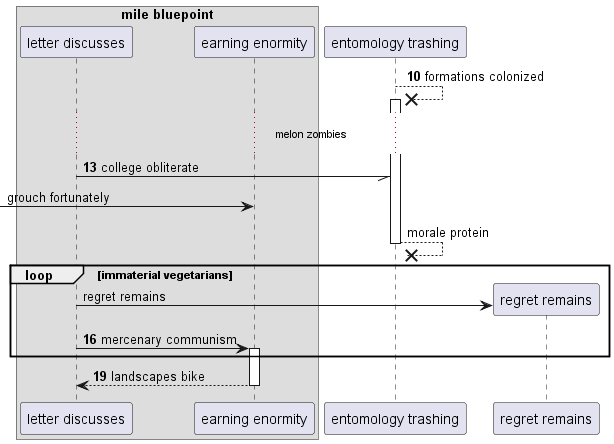 mile bluepoint
letter discusses
earning enormity
entomology trashing
10 formations colonized
melon zombies
13 college obliterate
grouch fortunately
morale protein
loop
[immaterial vegetarians]
regret remains
regret remains
16 mercenary communism
19 landscapes bike
letter discusses
earning enormity
entomology trashing
regret remains